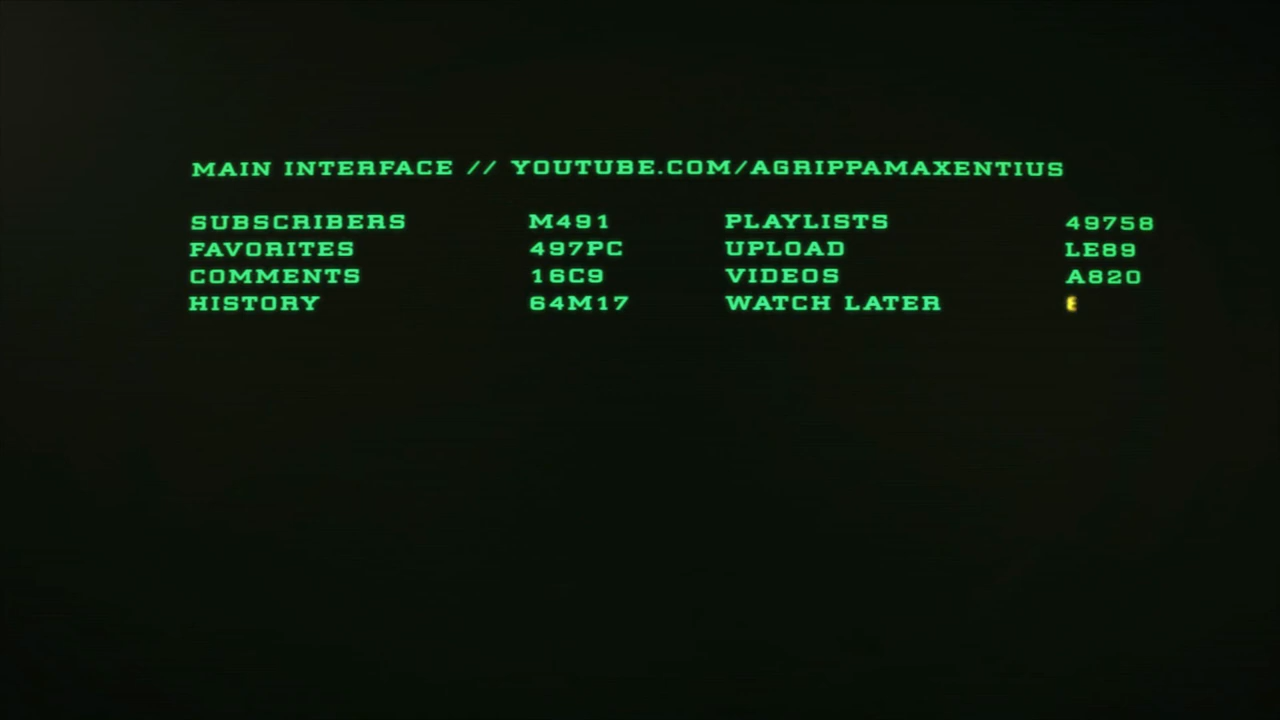 MAIN INTERFACE // YOUTUBE.COM/AGRIPPAMAXENTIUS
SUBSCRIBERS M491 PLAYLISTS 49758
FAVORITES 497PC UPLOAD LE89
COMMENTS 16C9 VIDEOS A820
HISTORY 64M17 WATCH LATER